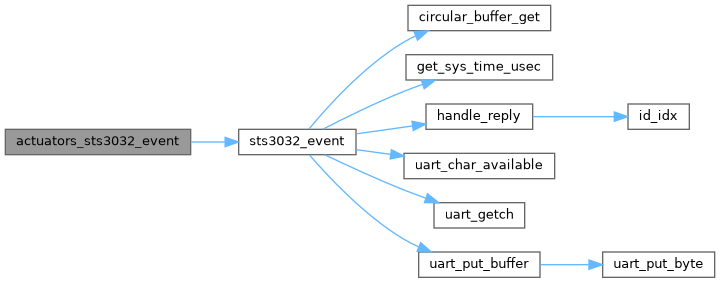 actuators_sts3032_event
sts3032_event
circular_buffer_get
get_sys_time_usec
handle_reply
id_idx
uart_char_available
uart_getch
uart_put_buffer
uart_put_byte